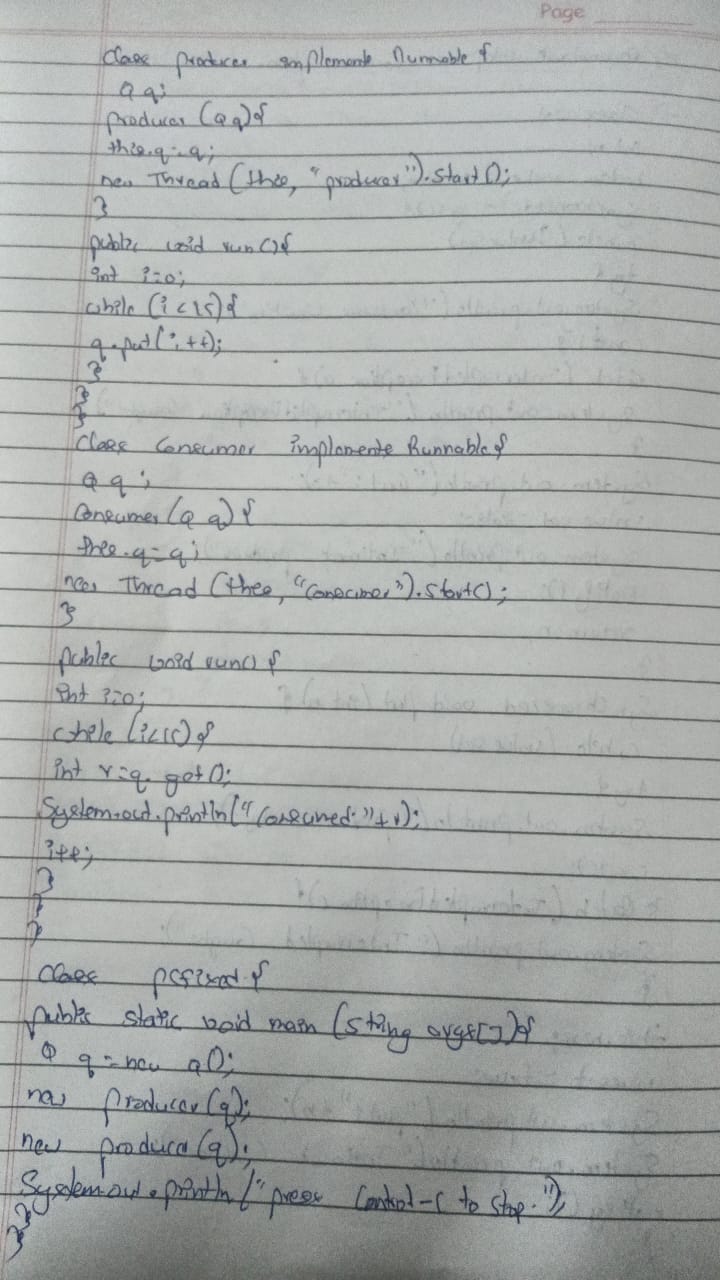 Page
Class producer implements Runnable {
Q q;
producer (Q q){
this.q=q;
new Thread (this, "producer").start();
}
public void run(){
int i=0;
while (i<15){
q.put(i++);
}
}
}
Class Consumer implements Runnable {
Q q;
Consumer (Q q) {
this.q=q;
new Thread (this, "Consumer").start();
}
public void run() {
int i=0;
while (i<15) {
int r=q.get();
System.out.println("Consumed:"+r);
i++;
}
}
}
Class pcfixed {
public static void main (string args[]){
Q q = new q();
new producer(q);
new producer(q);
System.out.println("press Control-C to stop.");
}
}